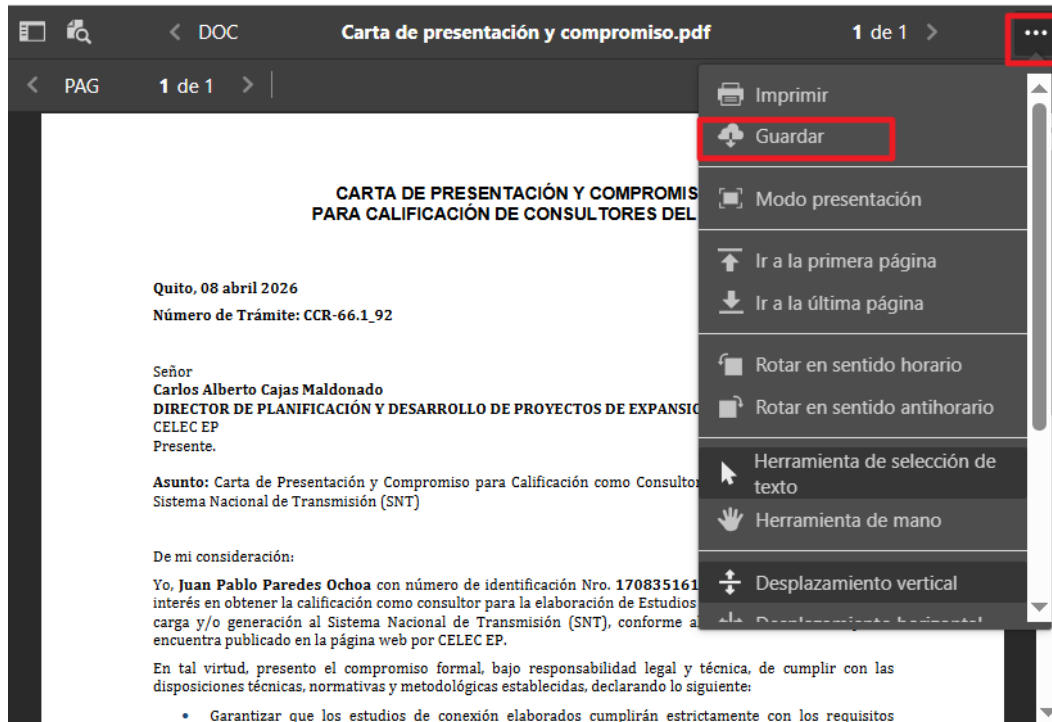 DOC
Carta de presentación y compromiso.pdf
1 de 1
PAG
1 de 1
Imprimir
Guardar
Modo presentación
Ir a la primera página
Ir a la última página
Rotar en sentido horario
Rotar en sentido antihorario
Herramienta de selección de
texto
Herramienta de mano
Desplazamiento vertical
Desplazamiento horizontal
CARTA DE PRESENTACIÓN Y COMPROMIS
PARA CALIFICACIÓN DE CONSULTORES DEL
Quito, 08 abril 2026
Número de Trámite: CCR-66.1_92
Señor
Carlos Alberto Cajas Maldonado
DIRECTOR DE PLANIFICACIÓN Y DESARROLLO DE PROYECTOS DE EXPANSIÓ
CELEC EP
Presente.
Asunto: Carta de Presentación y Compromiso para Calificación como Consultor
Sistema Nacional de Transmisión (SNT)
De mi consideración:
Yo, Juan Pablo Paredes Ochoa con número de identificación Nro. 170835161
interés en obtener la calificación como consultor para la elaboración de Estudios
carga y/o generación al Sistema Nacional de Transmisión (SNT), conforme a
encuentra publicado en la página web por CELEC EP.
En tal virtud, presento el compromiso formal, bajo responsabilidad legal y técnica, de cumplir con las
disposiciones técnicas, normativas y metodológicas establecidas, declarando lo siguiente:
• Garantizar que los estudios de conexión elaborados cumplirán estrictamente con los requisitos